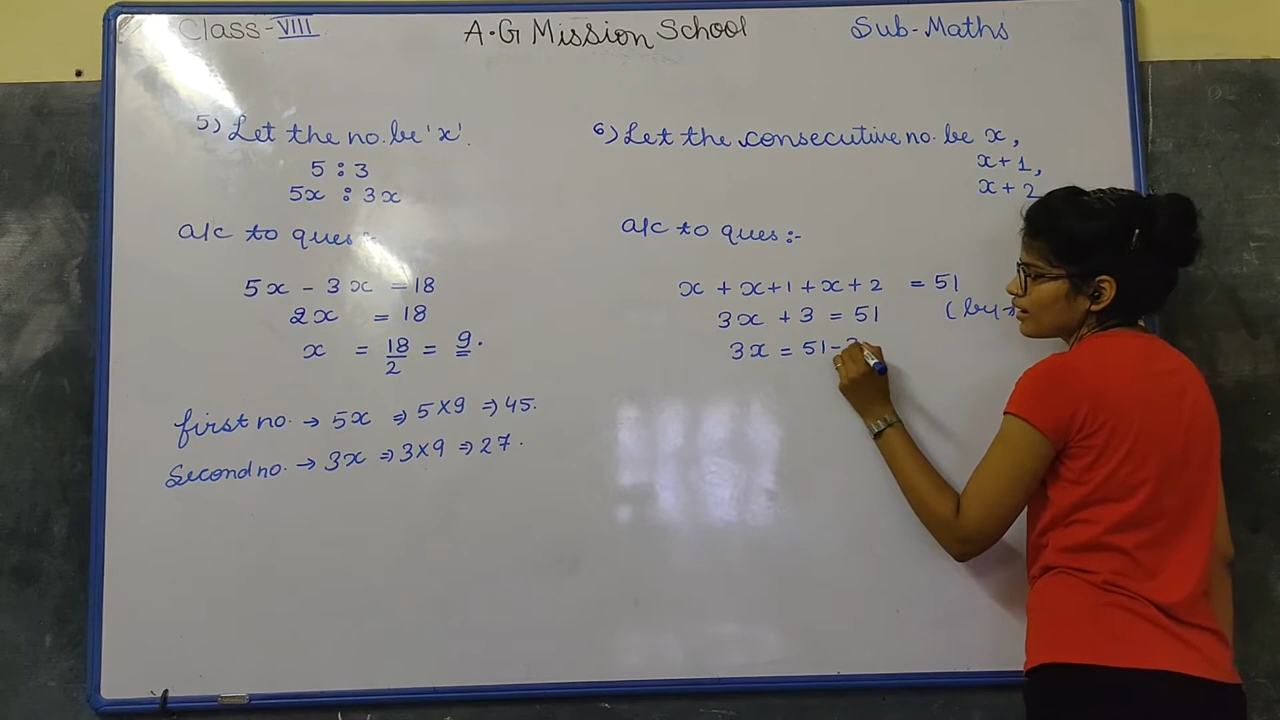 Class-VIII
A.G Mission School
Sub-Maths
5) Let the no. be 'x'.
5 : 3
5x : 3x
a/c to ques :-
5x - 3x = 18
2x = 18
x = 18/2 = 9.
first no. → 5x ⇒ 5×9 ⇒ 45.
Second no. → 3x ⇒ 3×9 ⇒ 27.
6) Let the consecutive no. be x,
x+1,
x+2
a/c to ques :-
x + x+1 + x+2 = 51
3x + 3 = 51
(by
3x = 51-